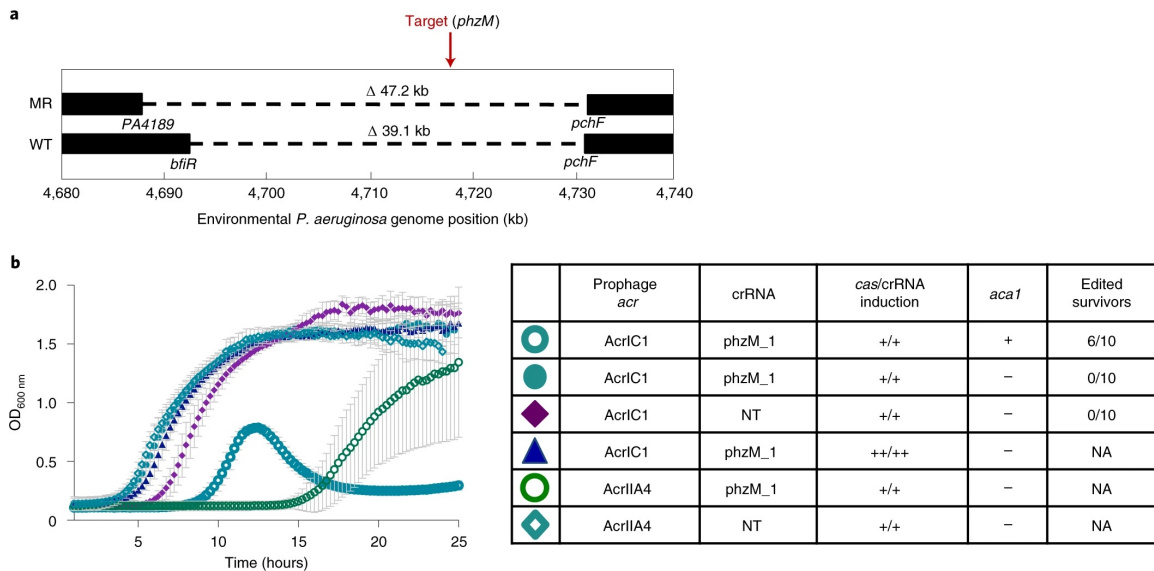 a
Target (phzM)
MR
Δ 47.2 kb
PA4189
pchF
WT
Δ 39.1 kb
bfiR
pchF
4,680 4,690 4,700 4,710 4,720 4,730 4,740
Environmental P. aeruginosa genome position (kb)
b
OD600 nm
2.0
1.5
1.0
0.5
0
5 10 15 20 25
Time (hours)
Prophage acr crRNA cas/crRNA induction aca1 Edited survivors
AcrIC1 phzM_1 +/+ + 6/10
AcrIC1 phzM_1 +/+ – 0/10
AcrIC1 NT +/+ – 0/10
AcrIC1 phzM_1 ++/++ – NA
AcrIIA4 phzM_1 +/+ – NA
AcrIIA4 NT +/+ – NA